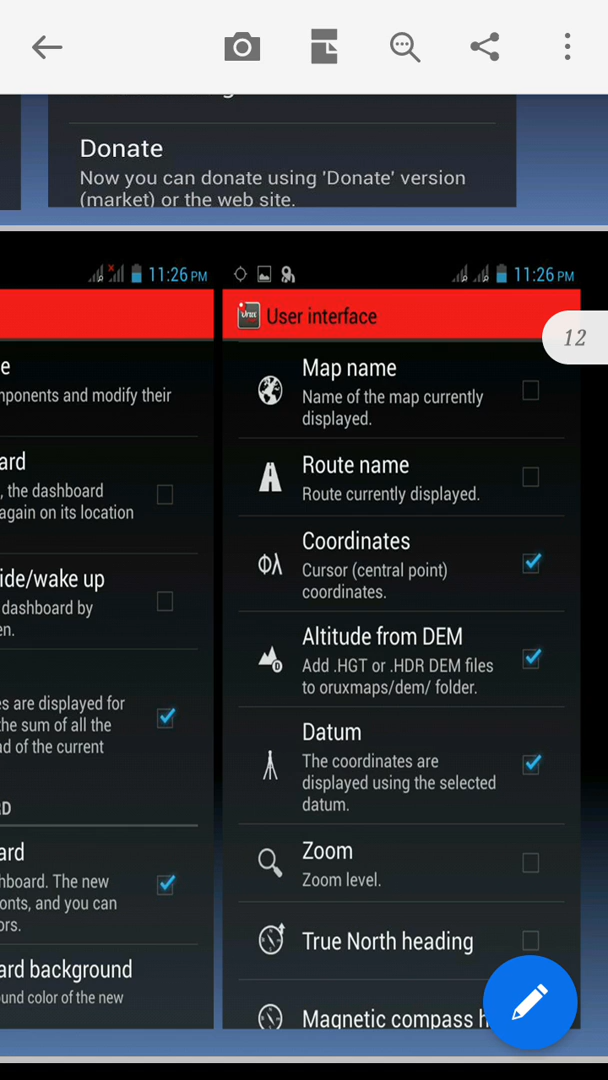 Donate
Now you can donate using 'Donate' version
(market) or the web site.
11:26 PM
mponents and modify their
ard
, the dashboard
again on its location
ide/wake up
dashboard by
en.
es are displayed for
the sum of all the
ad of the current
RD
ard
hboard. The new
onts, and you can
ors.
ard background
und color of the new
11:26 PM
User interface
Map name
Name of the map currently
displayed.
Route name
Route currently displayed.
Coordinates
Cursor (central point)
coordinates.
Altitude from DEM
Add .HGT or .HDR DEM files
to oruxmaps/dem/ folder.
Datum
The coordinates are
displayed using the selected
datum.
Zoom
Zoom level.
True North heading
Magnetic compass h
12